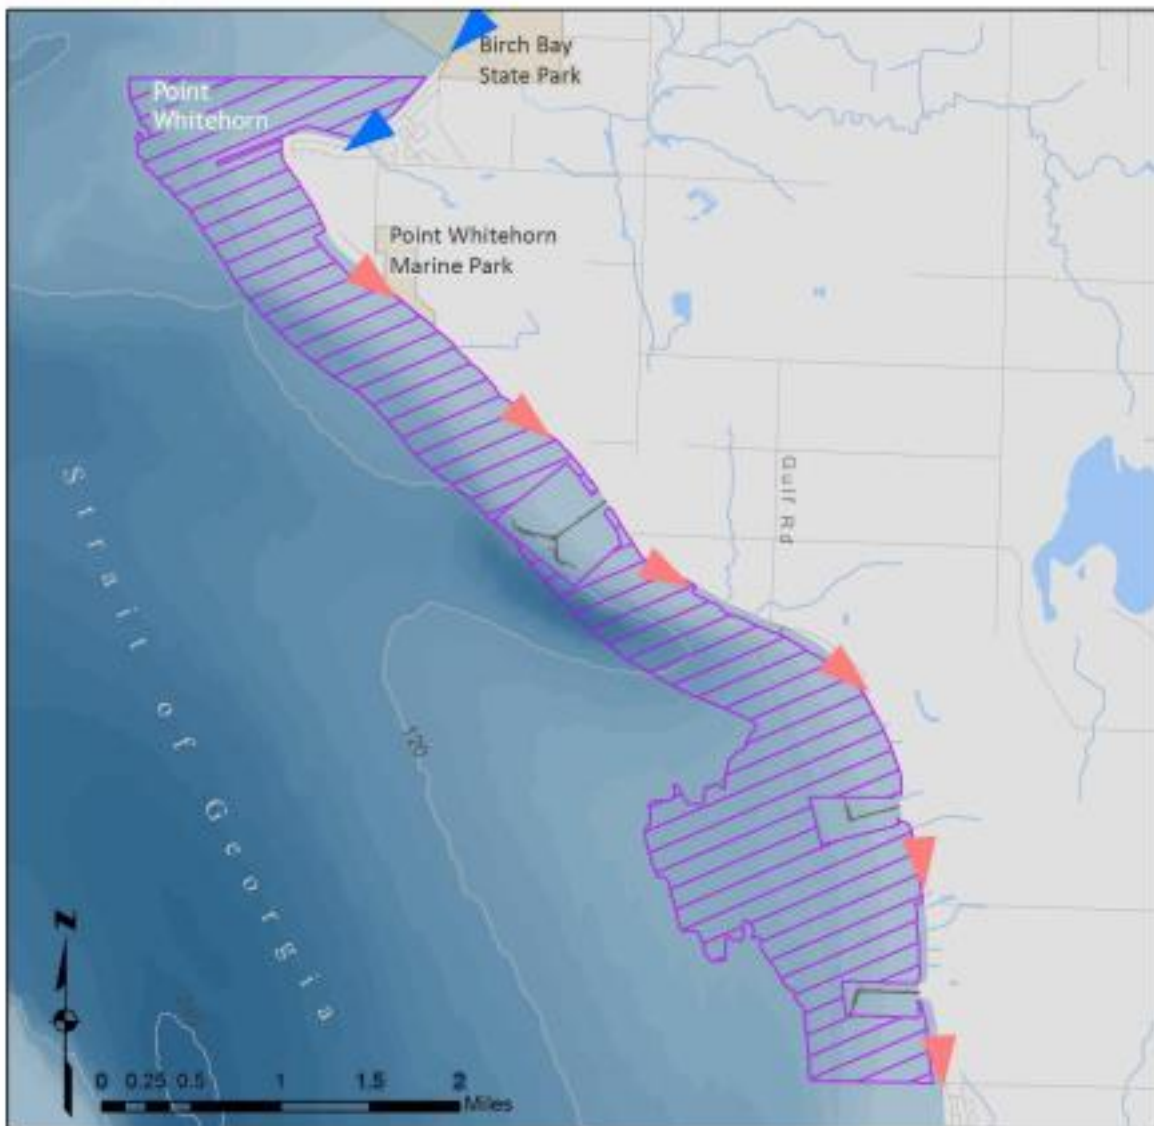 Birch Bay
State Park
Point
Whitehorn
Point Whitehorn
Marine Park
Gulf Rd
Strait of Georgia
N
0 0.25 0.5 1 1.5 2
Miles